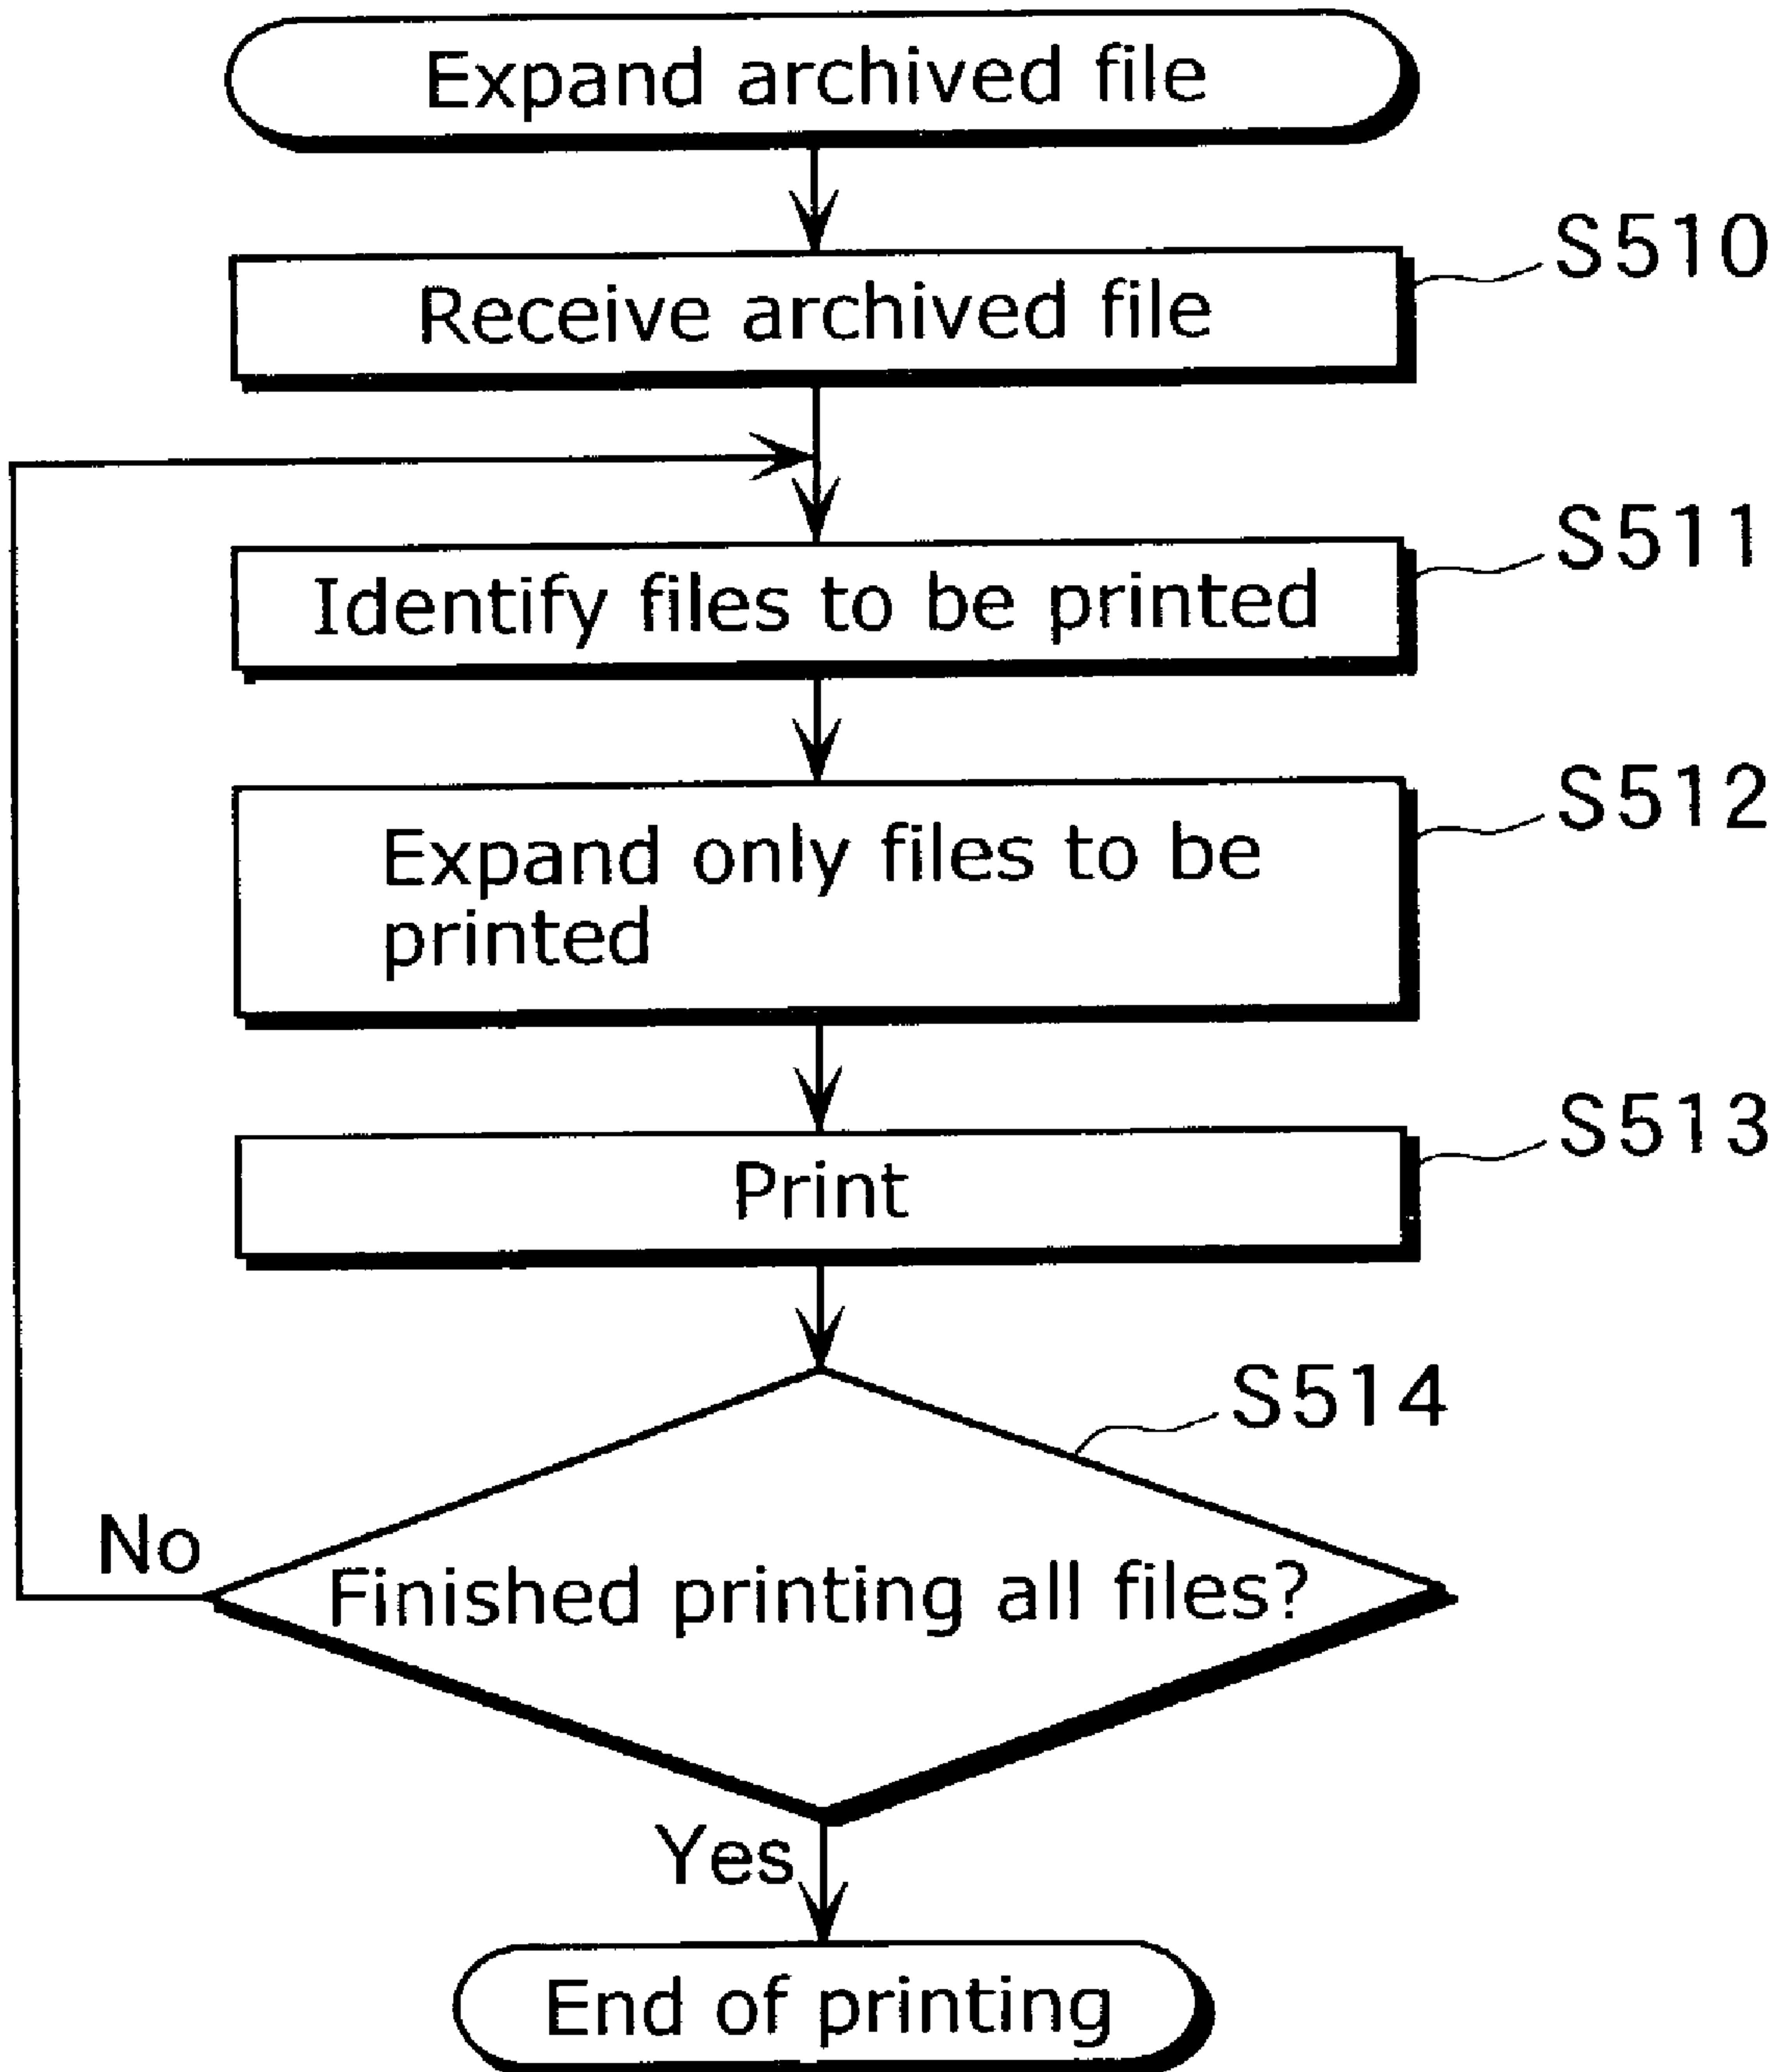 Expand archived file
S510
Receive archived file
S511
Identify files to be printed
S512
Expand only files to be
printed
S513
Print
S514
No
Finished printing all files?
Yes
End of printing